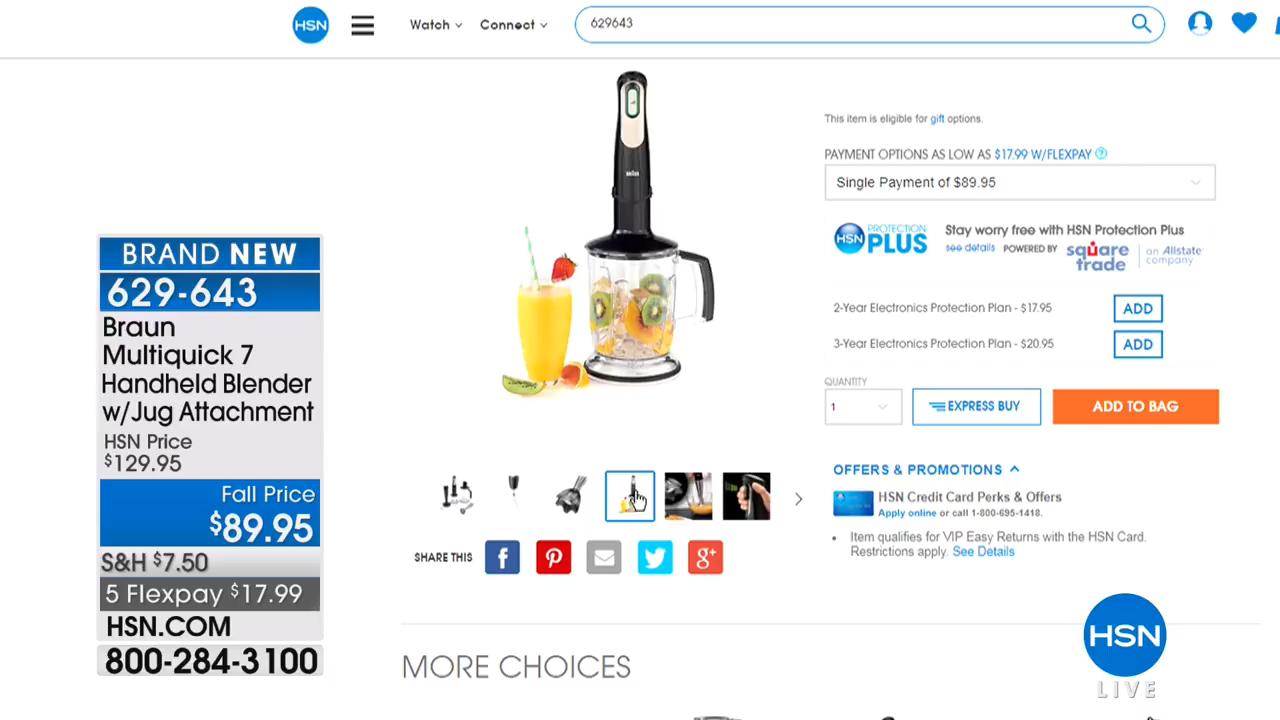 HSN
Watch
Connect
629643
This item is eligible for gift options.
PAYMENT OPTIONS AS LOW AS $17.99 W/FLEXPAY ?
Single Payment of $89.95
HSN PROTECTION PLUS
Stay worry free with HSN Protection Plus
see details POWERED BY square trade an Allstate company
2-Year Electronics Protection Plan - $17.95
ADD
3-Year Electronics Protection Plan - $20.95
ADD
QUANTITY
1
EXPRESS BUY
ADD TO BAG
OFFERS & PROMOTIONS
HSN Credit Card Perks & Offers
Apply online or call 1-800-695-1418.
• Item qualifies for VIP Easy Returns with the HSN Card.
Restrictions apply. See Details
BRAUN
SHARE THIS
f
g+
MORE CHOICES
BRAND NEW
629-643
Braun
Multiquick 7
Handheld Blender
w/Jug Attachment
HSN Price
$129.95
Fall Price
$89.95
S&H $7.50
5 Flexpay $17.99
HSN.COM
800-284-3100
HSN
LIVE